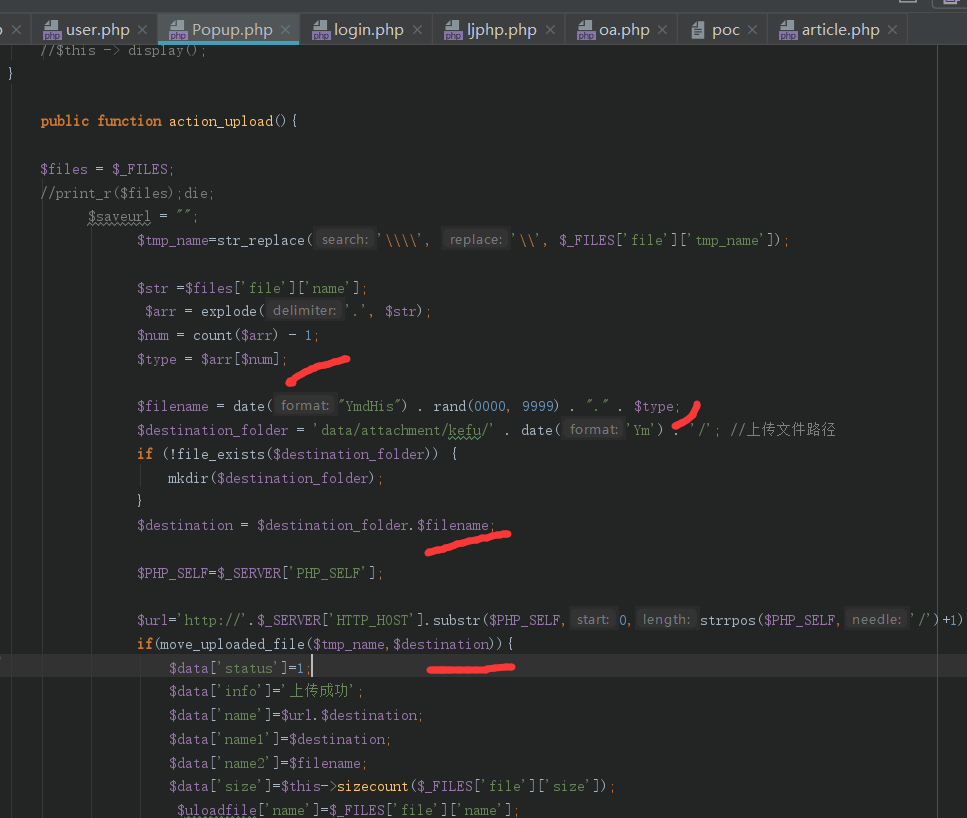 user.php Popup.php login.php ljphp.php oa.php poc article.php
//$this -> display();
}
public function action_upload(){
$files = $_FILES;
//print_r($files);die;
$saveurl = "";
$tmp_name=str_replace( search: '\\\\', replace: '\\', $_FILES['file']['tmp_name']);
$str =$files['file']['name'];
$arr = explode( delimiter: '.', $str);
$num = count($arr) - 1;
$type = $arr[$num];
$filename = date( format: "YmdHis") . rand(0000, 9999) . "." . $type;
$destination_folder = 'data/attachment/kefu/' . date( format: 'Ym') . '/'; //上传文件路径
if (!file_exists($destination_folder)) {
mkdir($destination_folder);
}
$destination = $destination_folder.$filename;
$PHP_SELF=$_SERVER['PHP_SELF'];
$url='http://'.$_SERVER['HTTP_HOST'].substr($PHP_SELF, start: 0, length: strrpos($PHP_SELF, needle: '/')+1)
if(move_uploaded_file($tmp_name,$destination)){
$data['status']=1;
$data['info']='上传成功';
$data['name']=$url.$destination;
$data['name1']=$destination;
$data['name2']=$filename;
$data['size']=$this->sizecount($_FILES['file']['size']);
$uloadfile['name']=$_FILES['file']['name'];